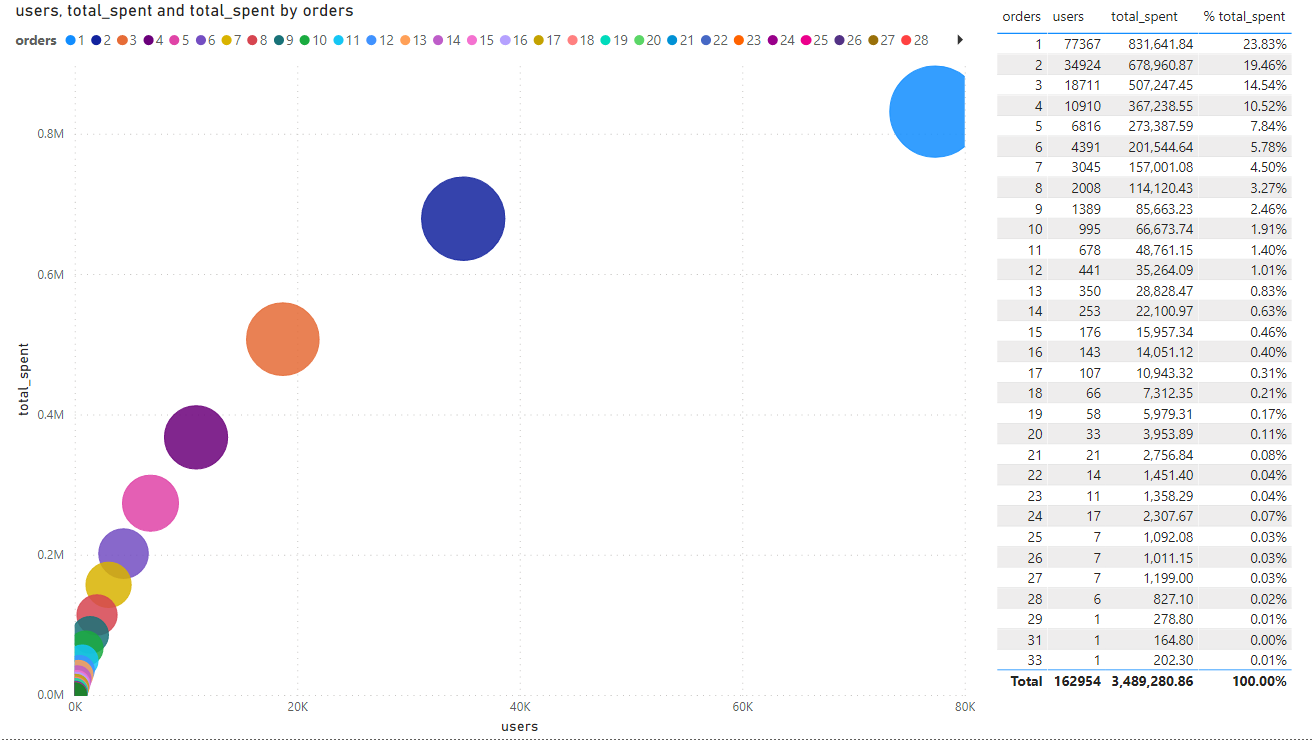 users, total_spent and total_spent by orders
orders 1 2 3 4 5 6 7 8 9 10 11 12 13 14 15 16 17 18 19 20 21 22 23 24 25 26 27 28
total_spent
0.8M
0.6M
0.4M
0.2M
0.0M
0K 20K 40K 60K 80K
users
orders users total_spent % total_spent
1 77367 831,641.84 23.83%
2 34924 678,960.87 19.46%
3 18711 507,247.45 14.54%
4 10910 367,238.55 10.52%
5 6816 273,387.59 7.84%
6 4391 201,544.64 5.78%
7 3045 157,001.08 4.50%
8 2008 114,120.43 3.27%
9 1389 85,663.23 2.46%
10 995 66,673.74 1.91%
11 678 48,761.15 1.40%
12 441 35,264.09 1.01%
13 350 28,828.47 0.83%
14 253 22,100.97 0.63%
15 176 15,957.34 0.46%
16 143 14,051.12 0.40%
17 107 10,943.32 0.31%
18 66 7,312.35 0.21%
19 58 5,979.31 0.17%
20 33 3,953.89 0.11%
21 21 2,756.84 0.08%
22 14 1,451.40 0.04%
23 11 1,358.29 0.04%
24 17 2,307.67 0.07%
25 7 1,092.08 0.03%
26 7 1,011.15 0.03%
27 7 1,199.00 0.03%
28 6 827.10 0.02%
29 1 278.80 0.01%
31 1 164.80 0.00%
33 1 202.30 0.01%
Total 162954 3,489,280.86 100.00%